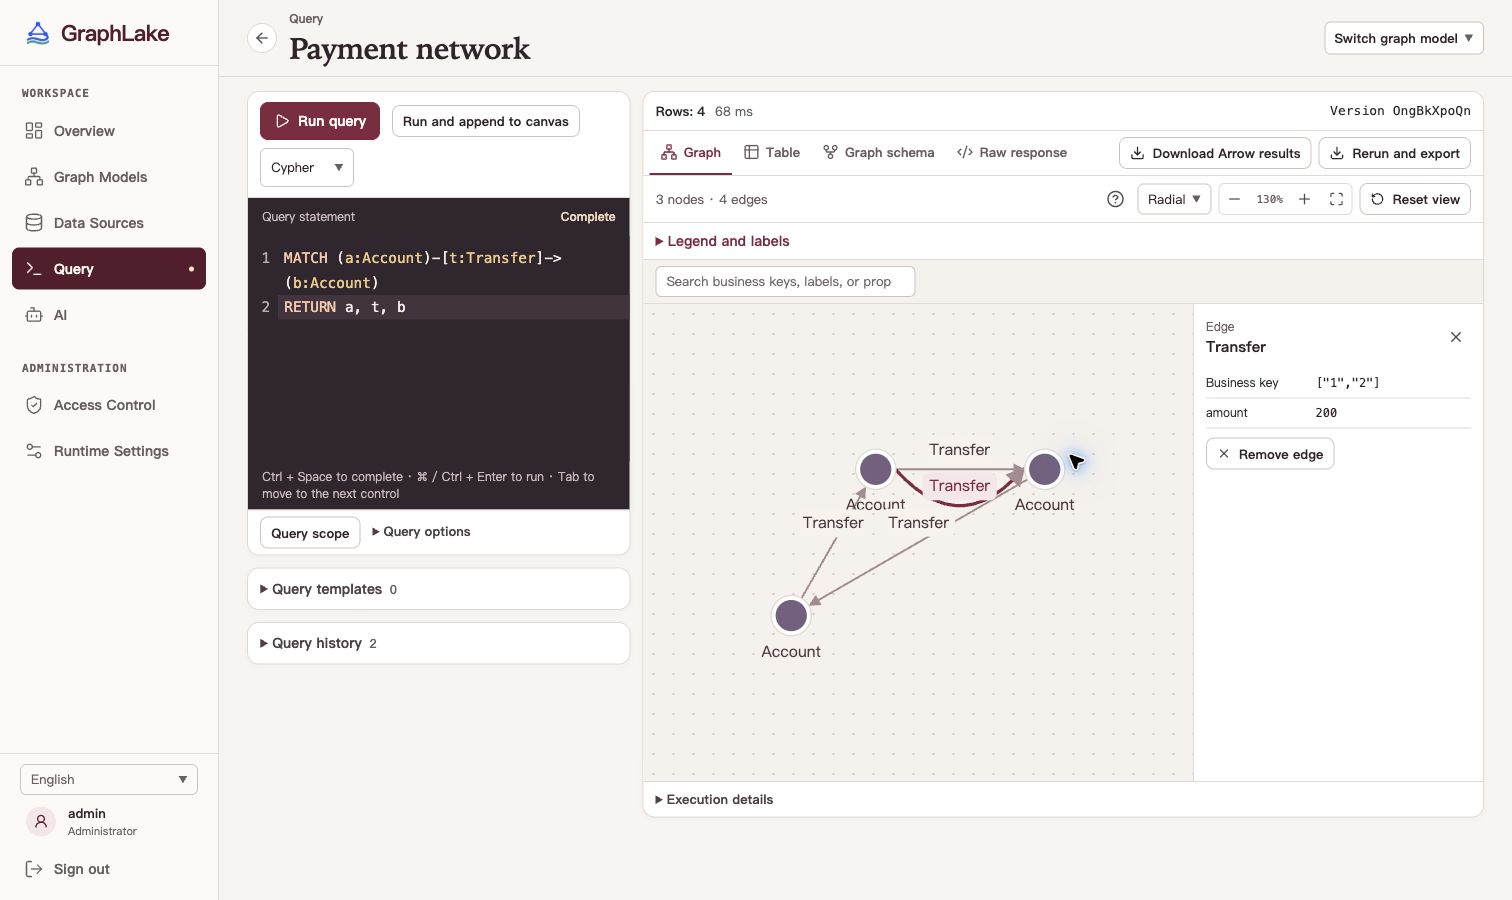 GraphLake
WORKSPACE
Overview
Graph Models
Data Sources
Query
AI
ADMINISTRATION
Access Control
Runtime Settings
English
admin
Administrator
Sign out
Query
Payment network
Switch graph model
Run query
Run and append to canvas
Cypher
Query statement
Complete
1 MATCH (a:Account)-[t:Transfer]->
(b:Account)
2 RETURN a, t, b
Ctrl + Space to complete · ⌘ / Ctrl + Enter to run · Tab to
move to the next control
Query scope
Query options
Query templates 0
Query history 2
Rows: 4 68 ms
Version OngBkXpoQn
Graph
Table
Graph schema
Raw response
Download Arrow results
Rerun and export
3 nodes · 4 edges
Radial
130%
Reset view
Legend and labels
Search business keys, labels, or prop
Transfer
Transfer
Account
Account
Transfer
Transfer
Account
Edge
Transfer
Business key ["1","2"]
amount 200
Remove edge
Execution details